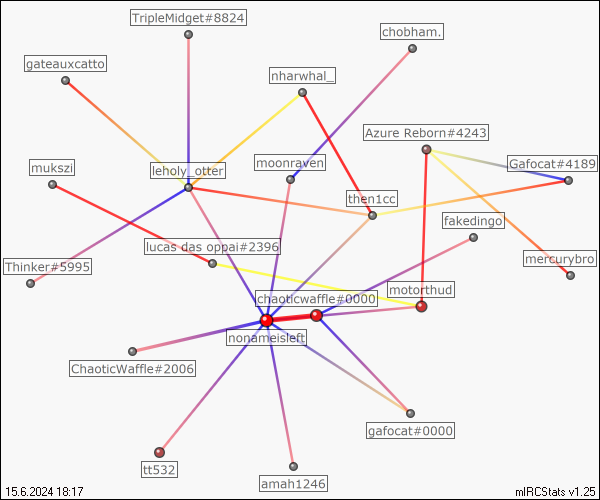 TripleMidget#8824
chobham.
gateauxcatto
nharwhal_
Azure Reborn#4243
mukszi
leholy_otter
moonraven
Gafocat#4189
then1cc
fakedingo
lucas das oppai#2396
Thinker#5995
mercurybro
chaoticwaffle#0000
motorthud
nonameisleft
ChaoticWaffle#2006
gafocat#0000
tt532
amah1246
15.6.2024 18:17
mIRCStats v1.25